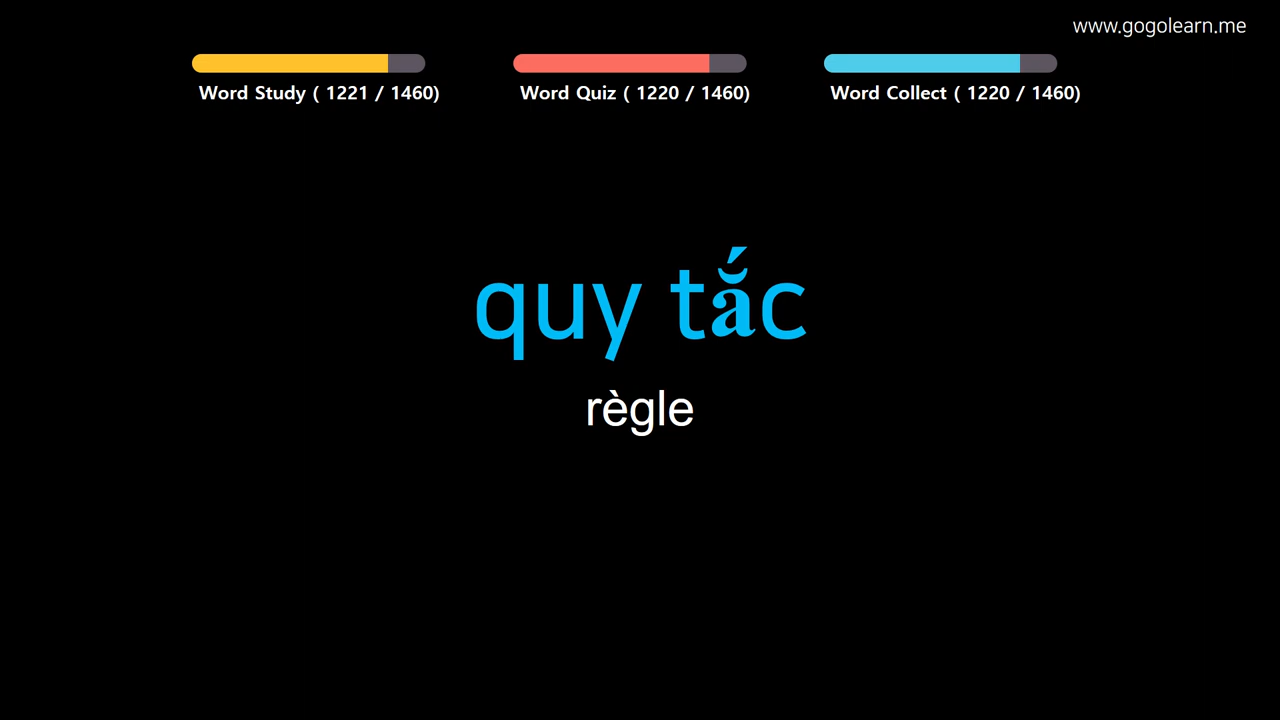 www.gogolearn.me
Word Study ( 1221 / 1460)
Word Quiz ( 1220 / 1460)
Word Collect ( 1220 / 1460)
quy tắc
règle